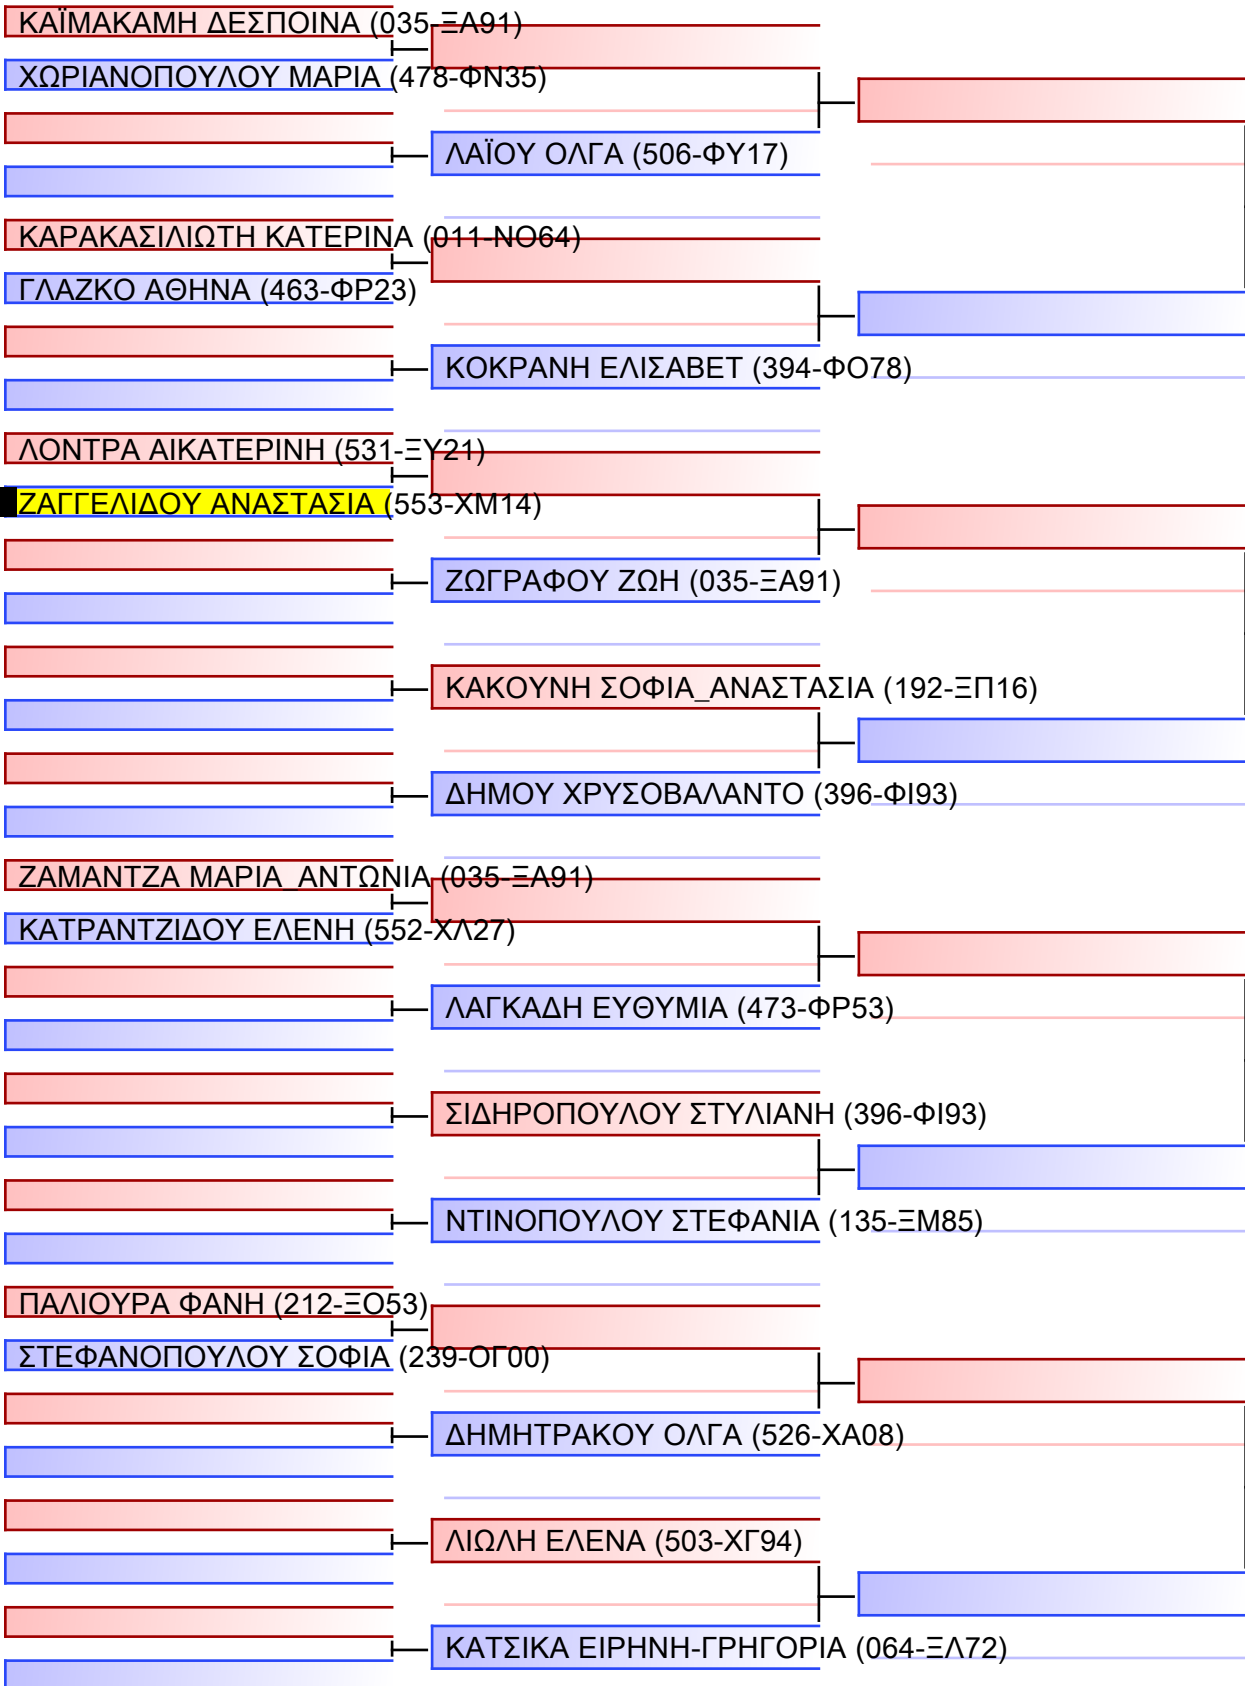 ΚΑΪΜΑΚΑΜΗ ΔΕΣΠΟΙΝΑ (035-ΞΑ91)
ΧΩΡΙΑΝΟΠΟΥΛΟΥ ΜΑΡΙΑ (478-ΦΝ35)
ΛΑΪΟΥ ΟΛΓΑ (506-ΦΥ17)
ΚΑΡΑΚΑΣΙΛΙΩΤΗ ΚΑΤΕΡΙΝΑ (011-ΝΟ64)
ΓΛΑΖΚΟ ΑΘΗΝΑ (463-ΦΡ23)
ΚΟΚΡΑΝΗ ΕΛΙΣΑΒΕΤ (394-ΦΟ78)
ΛΟΝΤΡΑ ΑΙΚΑΤΕΡΙΝΗ (531-ΞΥ21)
ΖΑΓΓΕΛΙΔΟΥ ΑΝΑΣΤΑΣΙΑ (553-ΧΜ14)
ΖΩΓΡΑΦΟΥ ΖΩΗ (035-ΞΑ91)
ΚΑΚΟΥΝΗ ΣΟΦΙΑ_ΑΝΑΣΤΑΣΙΑ (192-ΞΠ16)
ΔΗΜΟΥ ΧΡΥΣΟΒΑΛΑΝΤΟ (396-ΦΙ93)
ΖΑΜΑΝΤΖΑ ΜΑΡΙΑ_ΑΝΤΩΝΙΑ (035-ΞΑ91)
ΚΑΤΡΑΝΤΖΙΔΟΥ ΕΛΕΝΗ (552-ΧΛ27)
ΛΑΓΚΑΔΗ ΕΥΘΥΜΙΑ (473-ΦΡ53)
ΣΙΔΗΡΟΠΟΥΛΟΥ ΣΤΥΛΙΑΝΗ (396-ΦΙ93)
ΝΤΙΝΟΠΟΥΛΟΥ ΣΤΕΦΑΝΙΑ (135-ΞΜ85)
ΠΑΛΙΟΥΡΑ ΦΑΝΗ (212-ΞΟ53)
ΣΤΕΦΑΝΟΠΟΥΛΟΥ ΣΟΦΙΑ (239-ΟΓ00)
ΔΗΜΗΤΡΑΚΟΥ ΟΛΓΑ (526-ΧΑ08)
ΛΙΩΛΗ ΕΛΕΝΑ (503-ΧΓ94)
ΚΑΤΣΙΚΑ ΕΙΡΗΝΗ-ΓΡΗΓΟΡΙΑ (064-ΞΛ72)